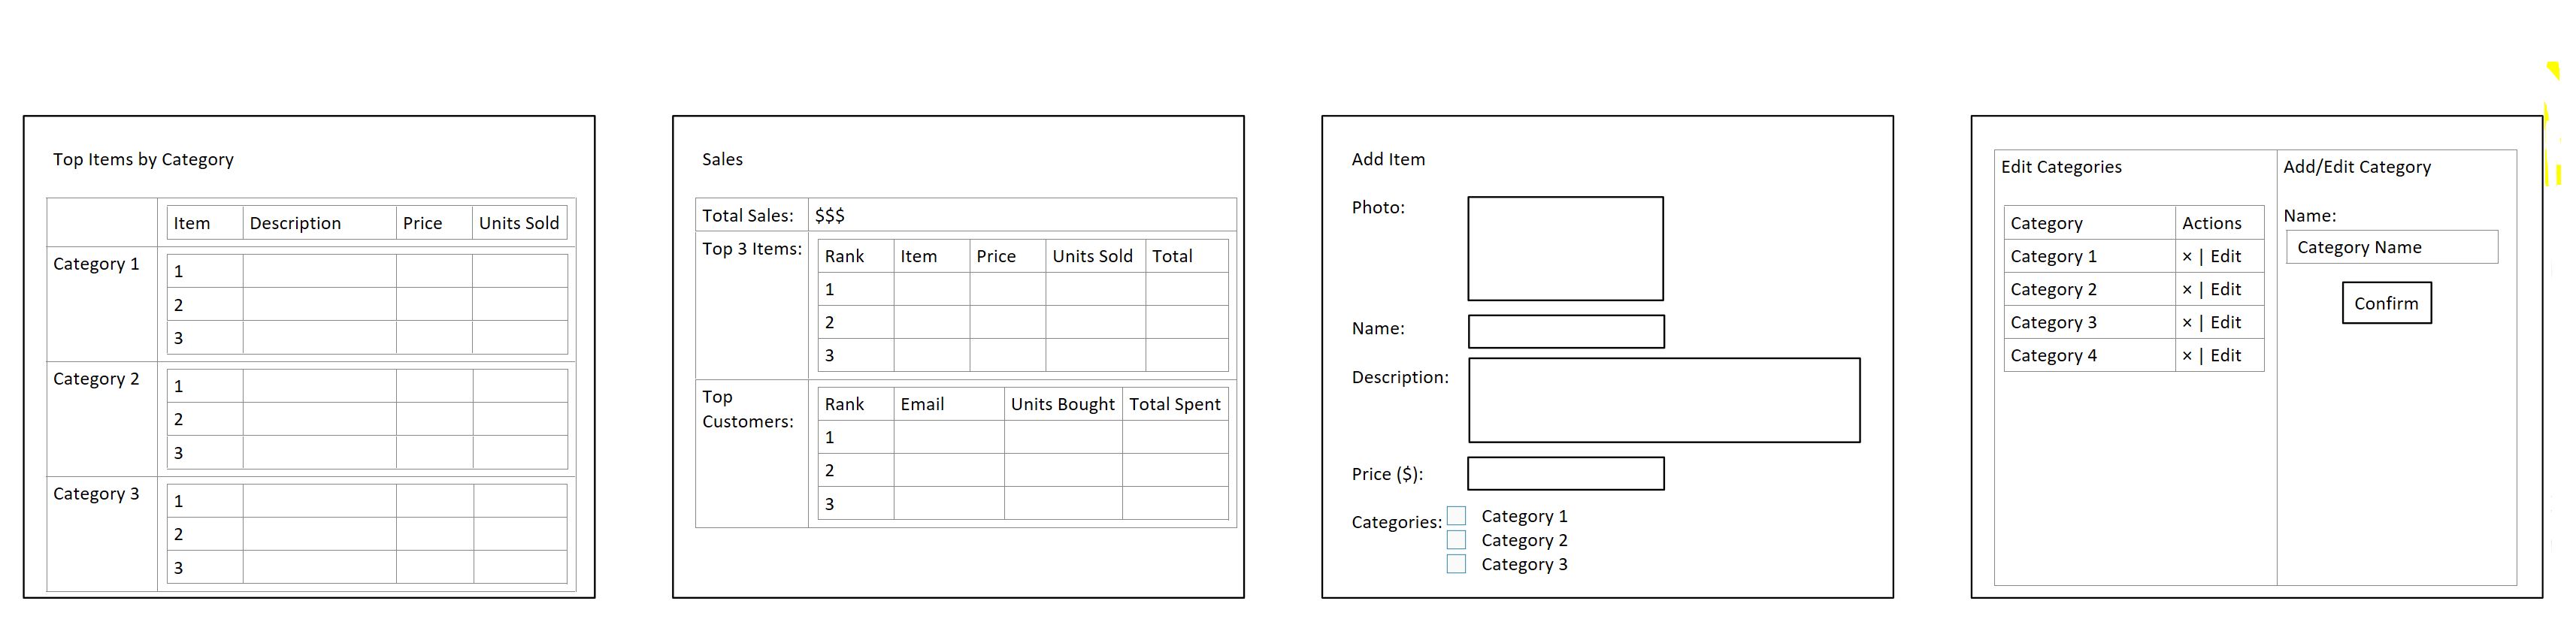 Top Items by Category
Item Description Price Units Sold
Category 1
1
2
3
Category 2
1
2
3
Category 3
1
2
3
Sales
Total Sales: $$$
Top 3 Items:
Rank Item Price Units Sold Total
1
2
3
Top
Customers:
Rank Email Units Bought Total Spent
1
2
3
Add Item
Photo:
Name:
Description:
Price ($):
Categories:
Category 1
Category 2
Category 3
Edit Categories
Category Actions
Category 1 × | Edit
Category 2 × | Edit
Category 3 × | Edit
Category 4 × | Edit
Add/Edit Category
Name:
Category Name
Confirm